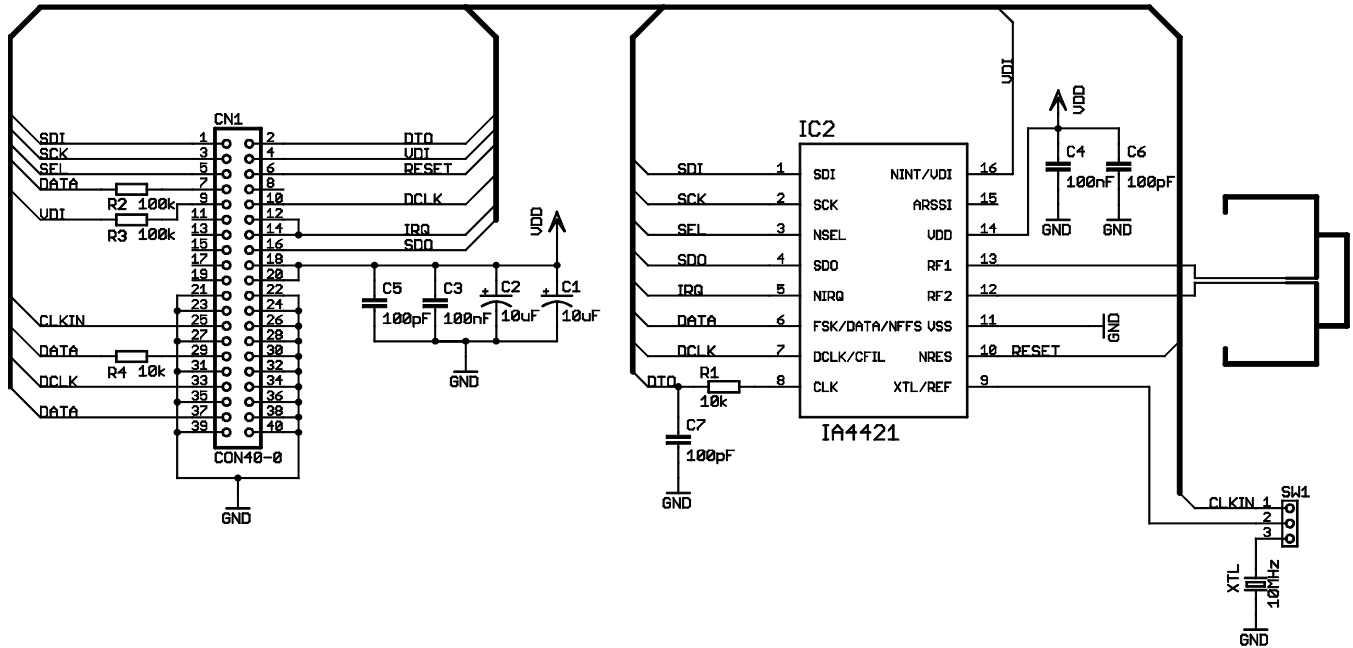 VDI
CN1
SDI 1 2 DTO
SCK 3 4 VDI
SEL 5 6 RESET
DATA 7 8
R2 100k 9 10 DCLK
VDI 11 12
R3 100k 13 14 IRQ
15 16 SDO
17 18
19 20
21 22
23 24
CLKIN 25 26
27 28
DATA 29 30
R4 10k 31 32
DCLK 33 34
35 36
DATA 37 38
39 40
CON40-0
GND
VDD
C5
100pF
C3
100nF
C2
+
10uF
C1
+
10uF
GND
IC2
SDI 1 SDI NINT/VDI 16
SCK 2 SCK ARSSI 15
SEL 3 NSEL VDD 14
SDO 4 SDO RF1 13
IRQ 5 NIRQ RF2 12
DATA 6 FSK/DATA/NFFS VSS 11 GND
DCLK 7 DCLK/CFIL NRES 10 RESET
DTO R1 8 CLK XTL/REF 9
10k
IA4421
C7
100pF
GND
VDD
C4
100nF
GND
C6
100pF
GND
SW1
CLKIN 1
2
3
XTL
10MHz
GND